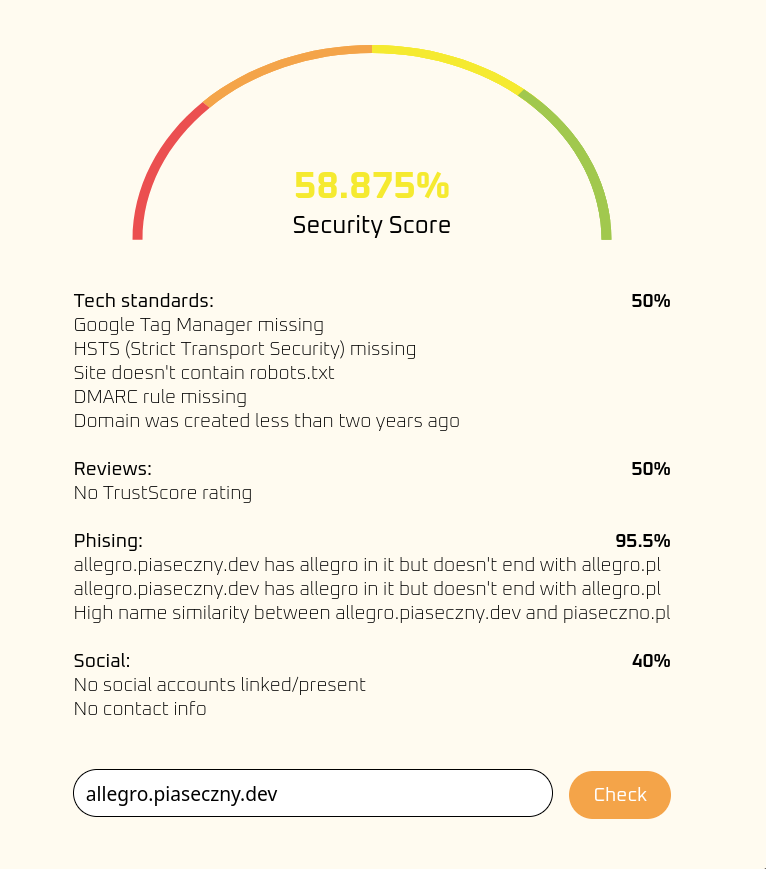 58.875%
Security Score
Tech standards: 50%
Google Tag Manager missing
HSTS (Strict Transport Security) missing
Site doesn't contain robots.txt
DMARC rule missing
Domain was created less than two years ago
Reviews: 50%
No TrustScore rating
Phising: 95.5%
allegro.piaseczny.dev has allegro in it but doesn't end with allegro.pl
allegro.piaseczny.dev has allegro in it but doesn't end with allegro.pl
High name similarity between allegro.piaseczny.dev and piaseczno.pl
Social: 40%
No social accounts linked/present
No contact info
allegro.piaseczny.dev Check